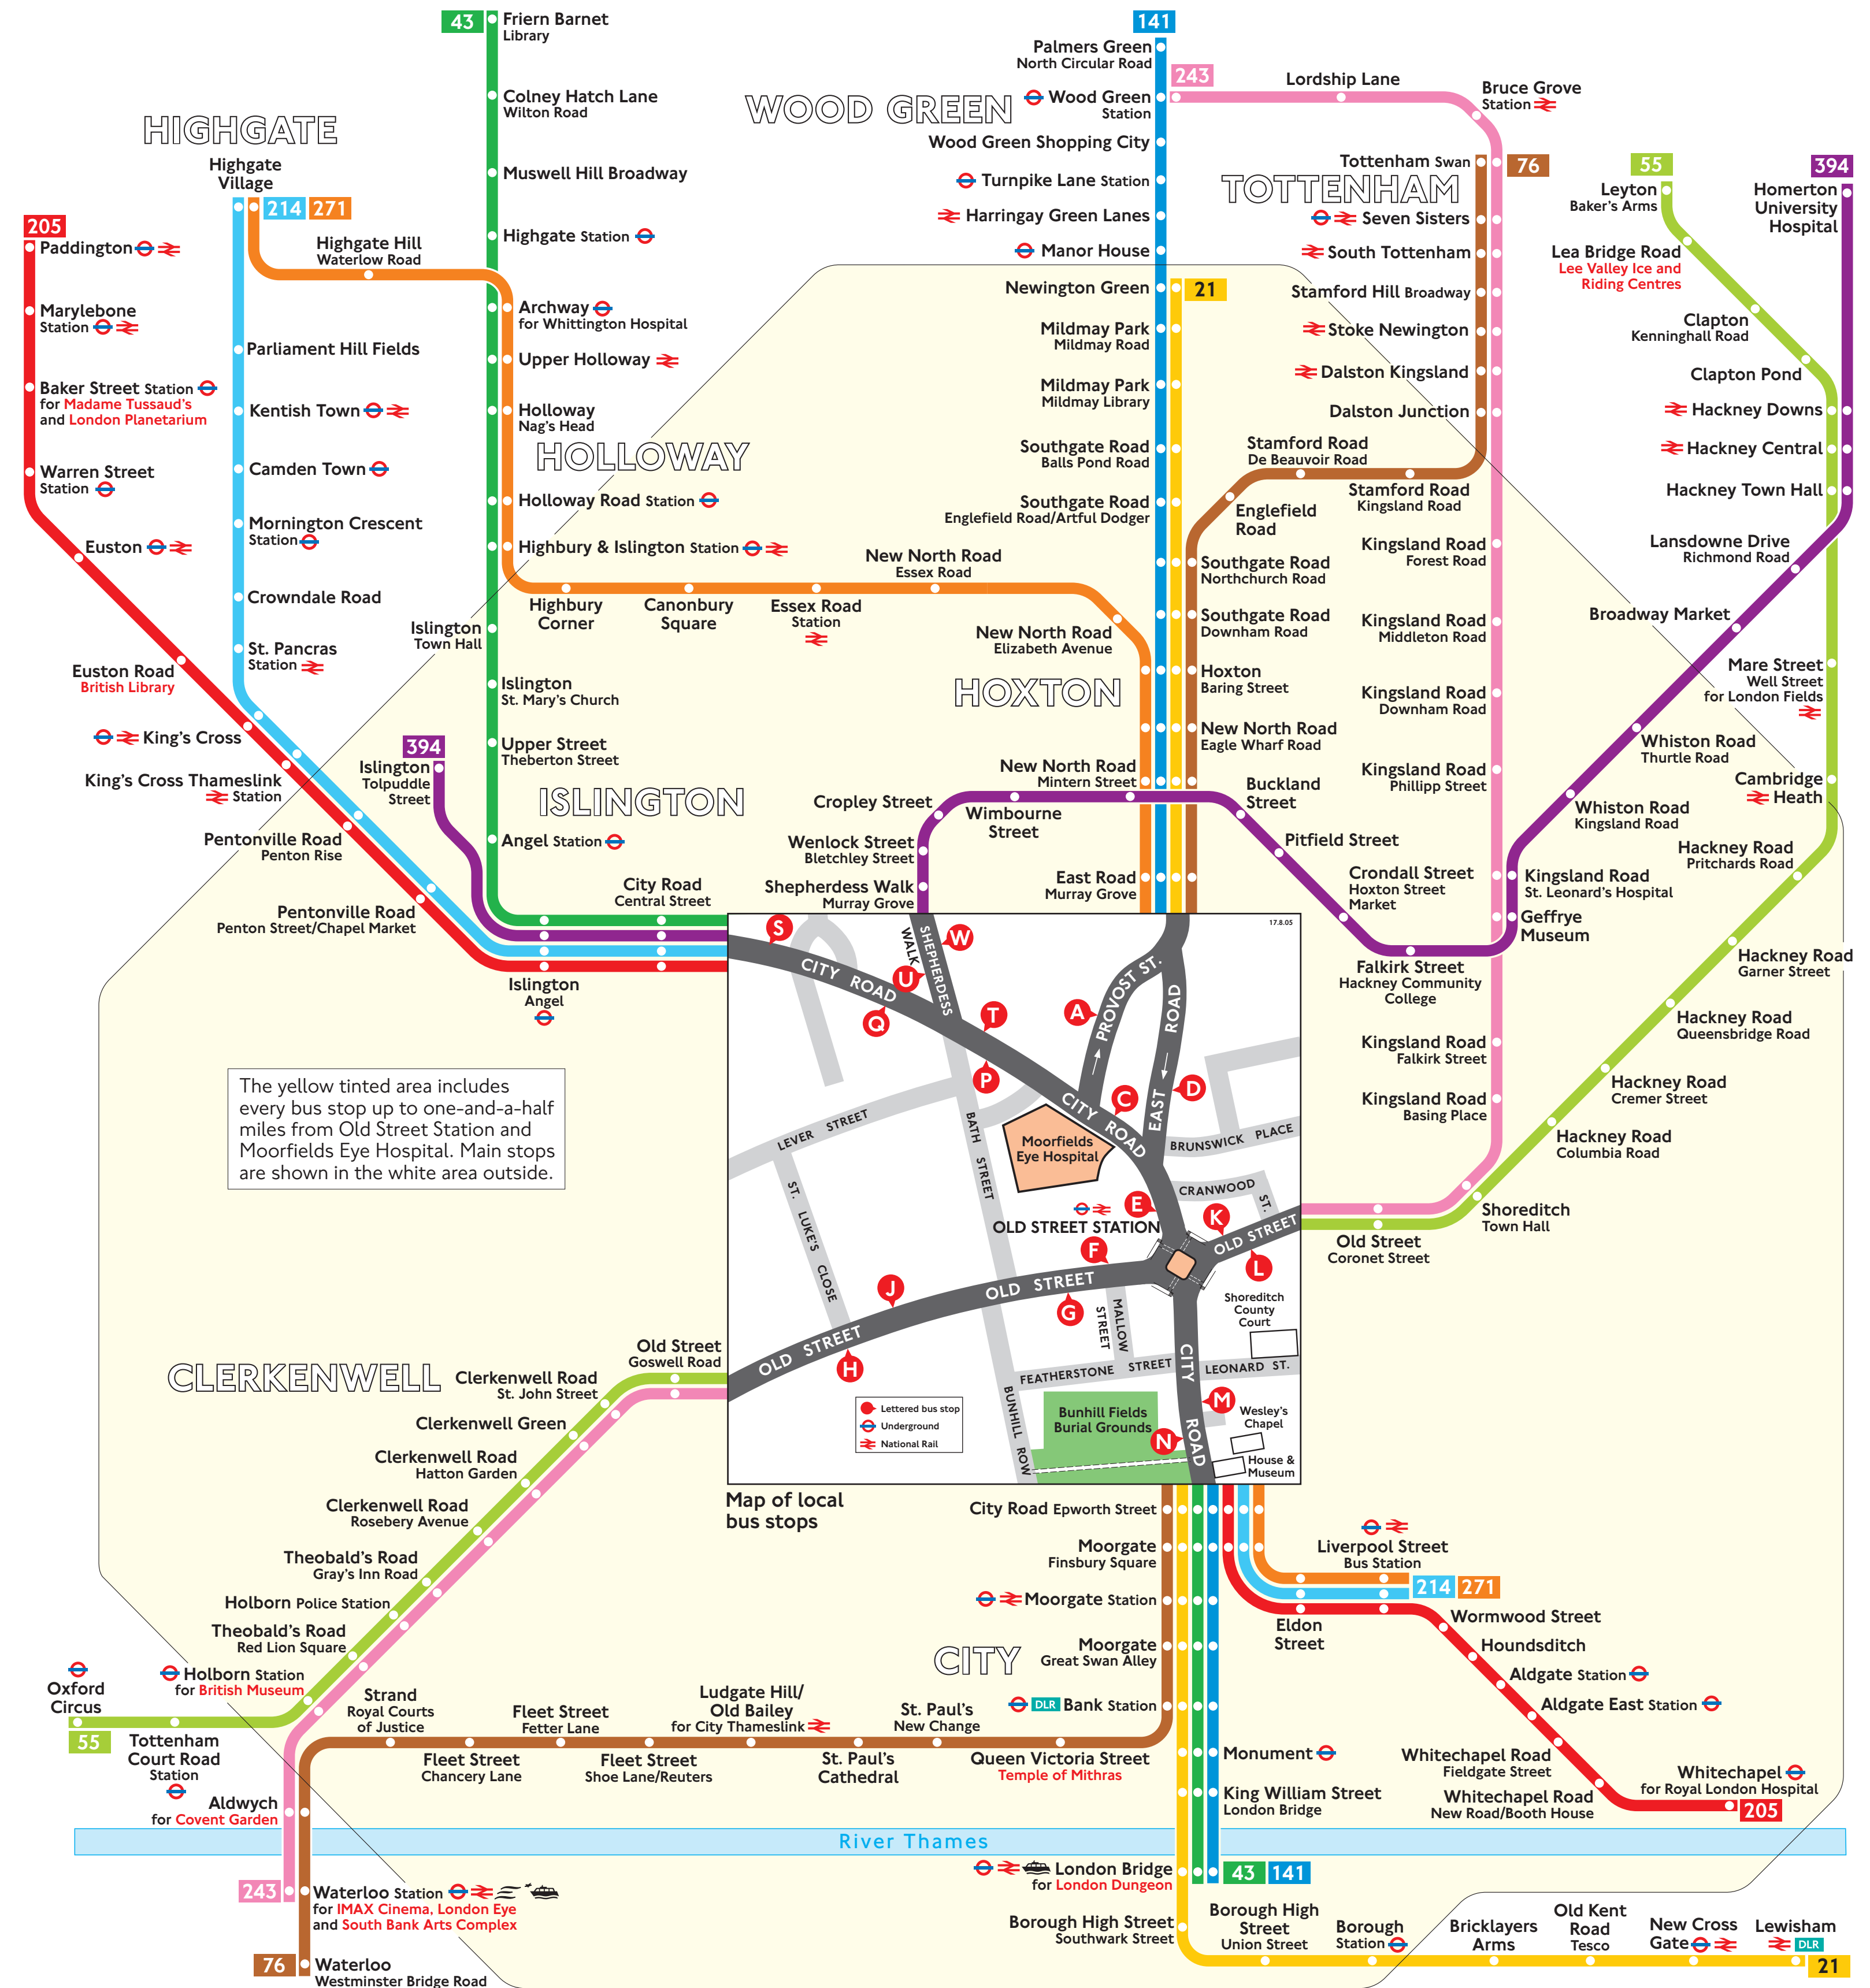 43
Friern Barnet
Library
Colney Hatch Lane
Wilton Road
Muswell Hill Broadway
Highgate Station
Archway
for Whittington Hospital
Upper Holloway
Holloway
Nag's Head
HOLLOWAY
Holloway Road Station
Highbury & Islington Station
HIGHGATE
Highgate
Village
214
271
Highgate Hill
Waterlow Road
Parliament Hill Fields
Kentish Town
Camden Town
Mornington Crescent
Station
Crowndale Road
St. Pancras
Station
205
Paddington
Marylebone
Station
Baker Street Station
for Madame Tussaud's
and London Planetarium
Warren Street
Station
Euston
Euston Road
British Library
King's Cross
King's Cross Thameslink
Station
Pentonville Road
Penton Rise
Pentonville Road
Penton Street/Chapel Market
394
Islington
Tolpuddle
Street
Islington
Town Hall
Islington
St. Mary's Church
Upper Street
Theberton Street
ISLINGTON
Angel Station
City Road
Central Street
Islington
Angel
Highbury
Corner
Canonbury
Square
Essex Road
Station
New North Road
Essex Road
New North Road
Elizabeth Avenue
WOOD GREEN
141
Palmers Green
North Circular Road
243
Wood Green
Station
Wood Green Shopping City
Turnpike Lane Station
Harringay Green Lanes
Manor House
Newington Green
21
Mildmay Park
Mildmay Road
Mildmay Park
Mildmay Library
Southgate Road
Balls Pond Road
Southgate Road
Englefield Road/Artful Dodger
Southgate Road
Northchurch Road
Southgate Road
Downham Road
HOXTON
Hoxton
Baring Street
New North Road
Eagle Wharf Road
New North Road
Mintern Street
East Road
Murray Grove
Cropley Street
Wimbourne
Street
Wenlock Street
Bletchley Street
Shepherdess Walk
Murray Grove
Buckland
Street
Pitfield Street
Crondall Street
Hoxton Street
Market
Falkirk Street
Hackney Community
College
Lordship Lane
Bruce Grove
Station
Tottenham Swan
76
TOTTENHAM
Seven Sisters
South Tottenham
Stamford Hill Broadway
Stoke Newington
Dalston Kingsland
Dalston Junction
Stamford Road
De Beauvoir Road
Stamford Road
Kingsland Road
Englefield
Road
Kingsland Road
Forest Road
Kingsland Road
Middleton Road
Kingsland Road
Downham Road
Kingsland Road
Phillipp Street
Kingsland Road
St. Leonard's Hospital
Geffrye
Museum
Kingsland Road
Falkirk Street
Kingsland Road
Basing Place
55
Leyton
Baker's Arms
Lea Bridge Road
Lee Valley Ice and
Riding Centres
Clapton
Kenninghall Road
Clapton Pond
394
Homerton
University
Hospital
Hackney Downs
Hackney Central
Hackney Town Hall
Lansdowne Drive
Richmond Road
Broadway Market
Mare Street
Well Street
for London Fields
Whiston Road
Thurtle Road
Cambridge
Heath
Whiston Road
Kingsland Road
Hackney Road
Pritchards Road
Hackney Road
Garner Street
Hackney Road
Queensbridge Road
Hackney Road
Cremer Street
Hackney Road
Columbia Road
Shoreditch
Town Hall
Old Street
Coronet Street
The yellow tinted area includes
every bus stop up to one-and-a-half
miles from Old Street Station and
Moorfields Eye Hospital. Main stops
are shown in the white area outside.
17.8.05
S
W
U
Q
T
P
A
C
D
E
K
F
L
J
G
H
M
N
CITY ROAD
SHEPHERDESS
WALK
PROVOST ST.
EAST ROAD
CITY ROAD
BRUNSWICK PLACE
Moorfields
Eye Hospital
LEVER STREET
BATH STREET
ST. LUKE'S CLOSE
CRANWOOD ST.
OLD STREET STATION
OLD STREET
OLD STREET
OLD STREET
Shoreditch
County
Court
MALLOW
STREET
FEATHERSTONE STREET
LEONARD ST.
CITY ROAD
BUNHILL ROW
Bunhill Fields
Burial Grounds
Wesley's
Chapel
House &
Museum
Lettered bus stop
Underground
National Rail
Map of local
bus stops
CLERKENWELL
Old Street
Goswell Road
Clerkenwell Road
St. John Street
Clerkenwell Green
Clerkenwell Road
Hatton Garden
Clerkenwell Road
Rosebery Avenue
Theobald's Road
Gray's Inn Road
Holborn Police Station
Theobald's Road
Red Lion Square
Holborn Station
for British Museum
Oxford
Circus
55
Tottenham
Court Road
Station
Aldwych
for Covent Garden
Strand
Royal Courts
of Justice
Fleet Street
Chancery Lane
Fleet Street
Fetter Lane
Fleet Street
Shoe Lane/Reuters
Ludgate Hill/
Old Bailey
for City Thameslink
St. Paul's
Cathedral
St. Paul's
New Change
Queen Victoria Street
Temple of Mithras
City Road Epworth Street
Moorgate
Finsbury Square
Moorgate Station
Moorgate
Great Swan Alley
CITY
DLR
Bank Station
Monument
King William Street
London Bridge
Liverpool Street
Bus Station
214
271
Eldon
Street
Wormwood Street
Houndsditch
Aldgate Station
Aldgate East Station
Whitechapel Road
Fieldgate Street
Whitechapel Road
New Road/Booth House
Whitechapel
for Royal London Hospital
205
River Thames
243
Waterloo Station
for IMAX Cinema, London Eye
and South Bank Arts Complex
76
Waterloo
Westminster Bridge Road
London Bridge
for London Dungeon
43
141
Borough High Street
Southwark Street
Borough High
Street
Union Street
Borough
Station
Bricklayers
Arms
Old Kent
Road
Tesco
New Cross
Gate
Lewisham
DLR
21